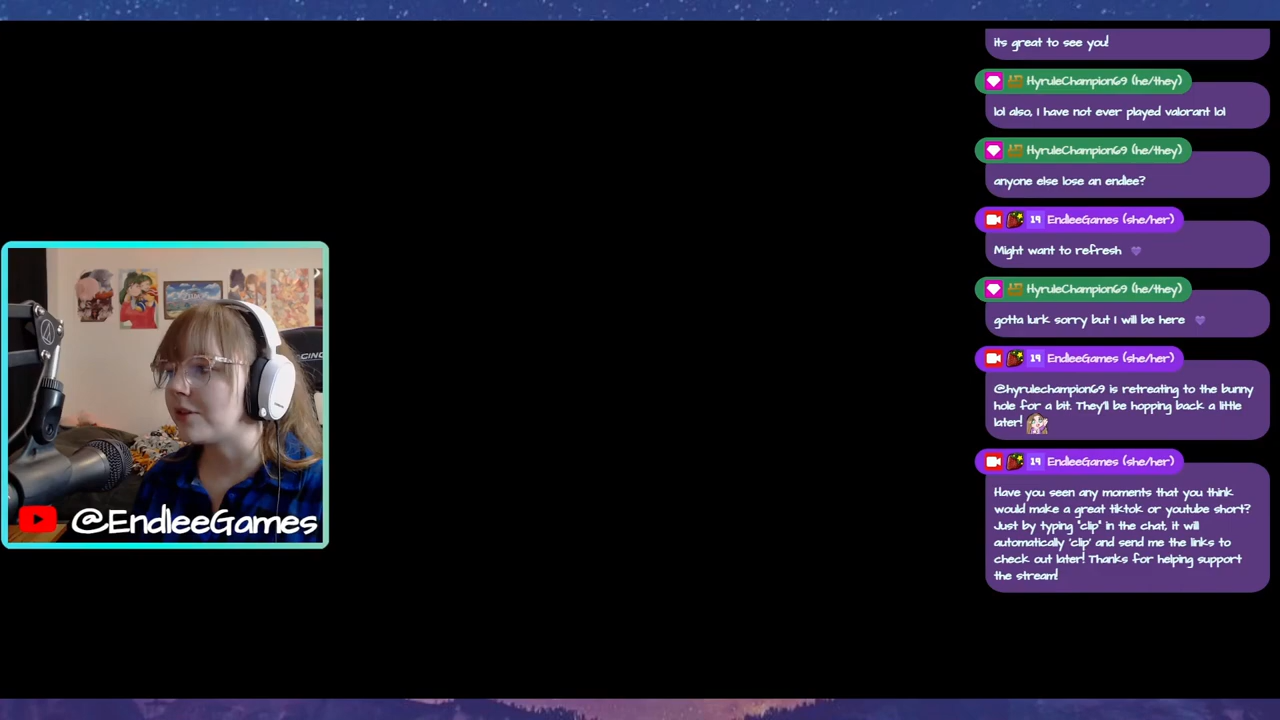 its great to see you!
HyruleChampion69 (he/they)
lol also, I have not ever played valorant lol
HyruleChampion69 (he/they)
anyone else lose an endlee?
19 EndleeGames (she/her)
Might want to refresh
HyruleChampion69 (he/they)
gotta lurk sorry but I will be here
19 EndleeGames (she/her)
@hyrulechampion69 is retreating to the bunny
hole for a bit. They'll be hopping back a little
later!
19 EndleeGames (she/her)
Have you seen any moments that you think
would make a great tiktok or youtube short?
Just by typing "clip" in the chat, it will
automatically 'clip' and send me the links to
check out later! Thanks for helping support
the stream!
@EndleeGames